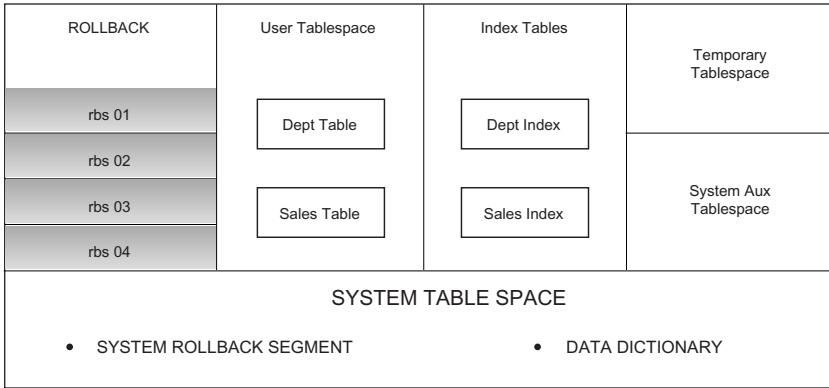 ROLLBACK
rbs 01
rbs 02
rbs 03
rbs 04
User Tablespace
Dept Table
Sales Table
Index Tables
Dept Index
Sales Index
Temporary
Tablespace
System Aux
Tablespace
SYSTEM TABLE SPACE
• SYSTEM ROLLBACK SEGMENT
• DATA DICTIONARY